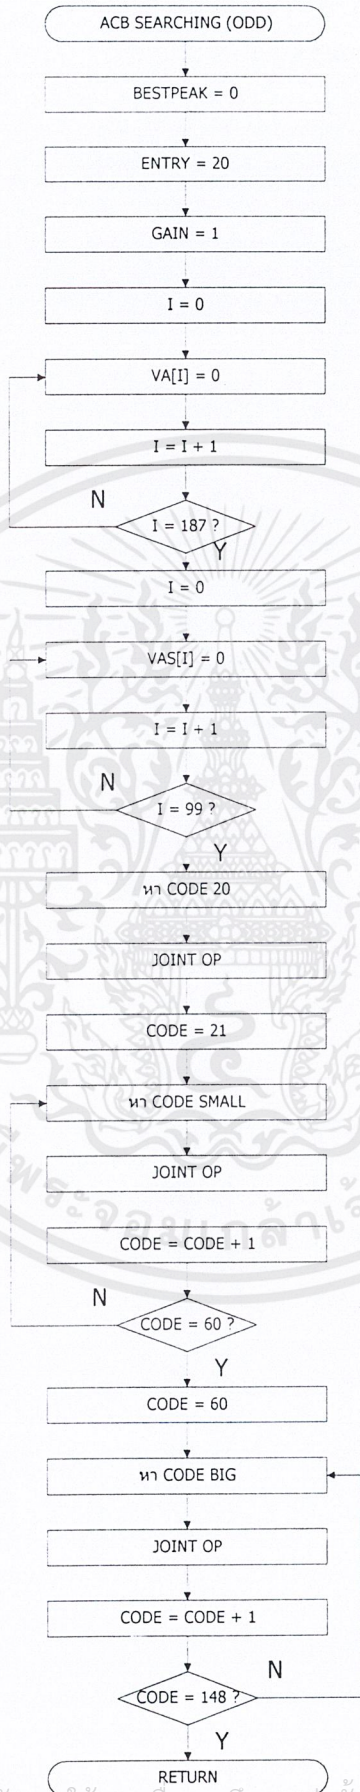 ACB SEARCHING (ODD)
BESTPEAK = 0
ENTRY = 20
GAIN = 1
I = 0
VA[I] = 0
I = I + 1
N
I = 187 ?
Y
I = 0
VAS[I] = 0
I = I + 1
N
I = 99 ?
Y
หา CODE 20
JOINT OP
CODE = 21
หา CODE SMALL
JOINT OP
CODE = CODE + 1
N
CODE = 60 ?
Y
CODE = 60
หา CODE BIG
JOINT OP
CODE = CODE + 1
N
CODE = 148 ?
Y
RETURN